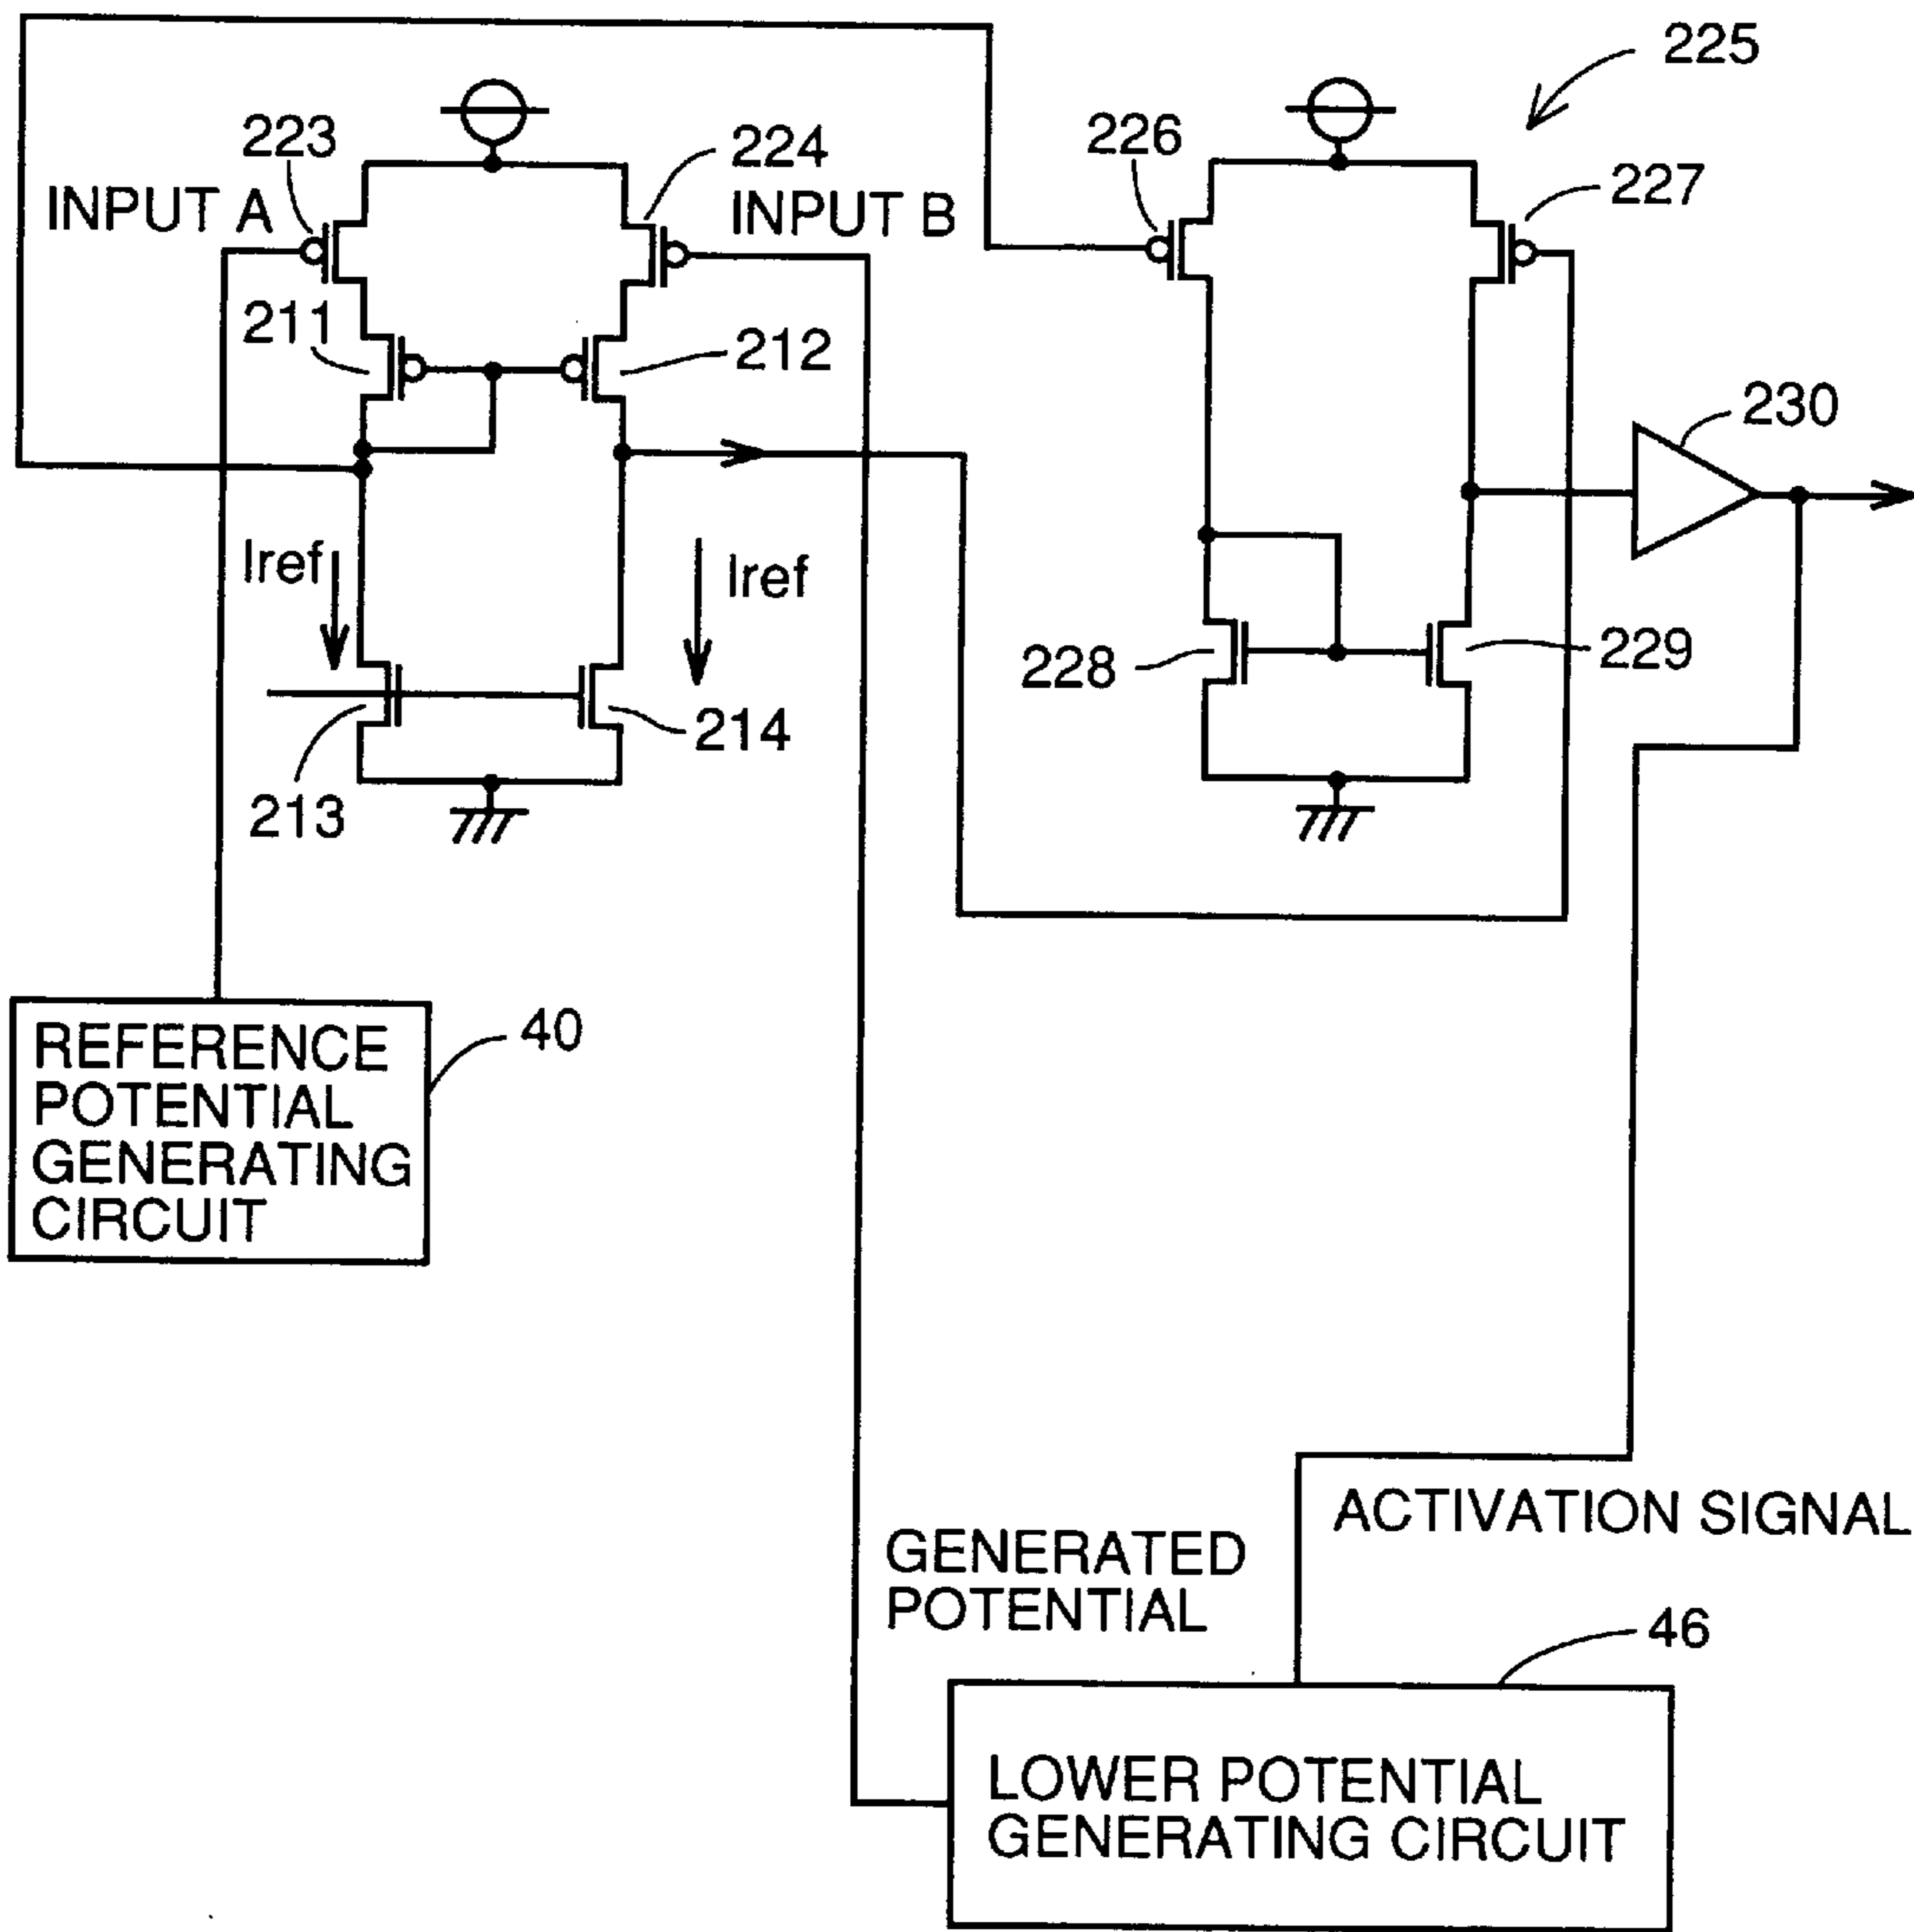 225
223
224
226
227
INPUT A
INPUT B
211
212
230
Iref
Iref
228
229
213
214
REFERENCE
POTENTIAL
GENERATING
CIRCUIT
40
ACTIVATION SIGNAL
GENERATED
POTENTIAL
46
LOWER POTENTIAL
GENERATING CIRCUIT